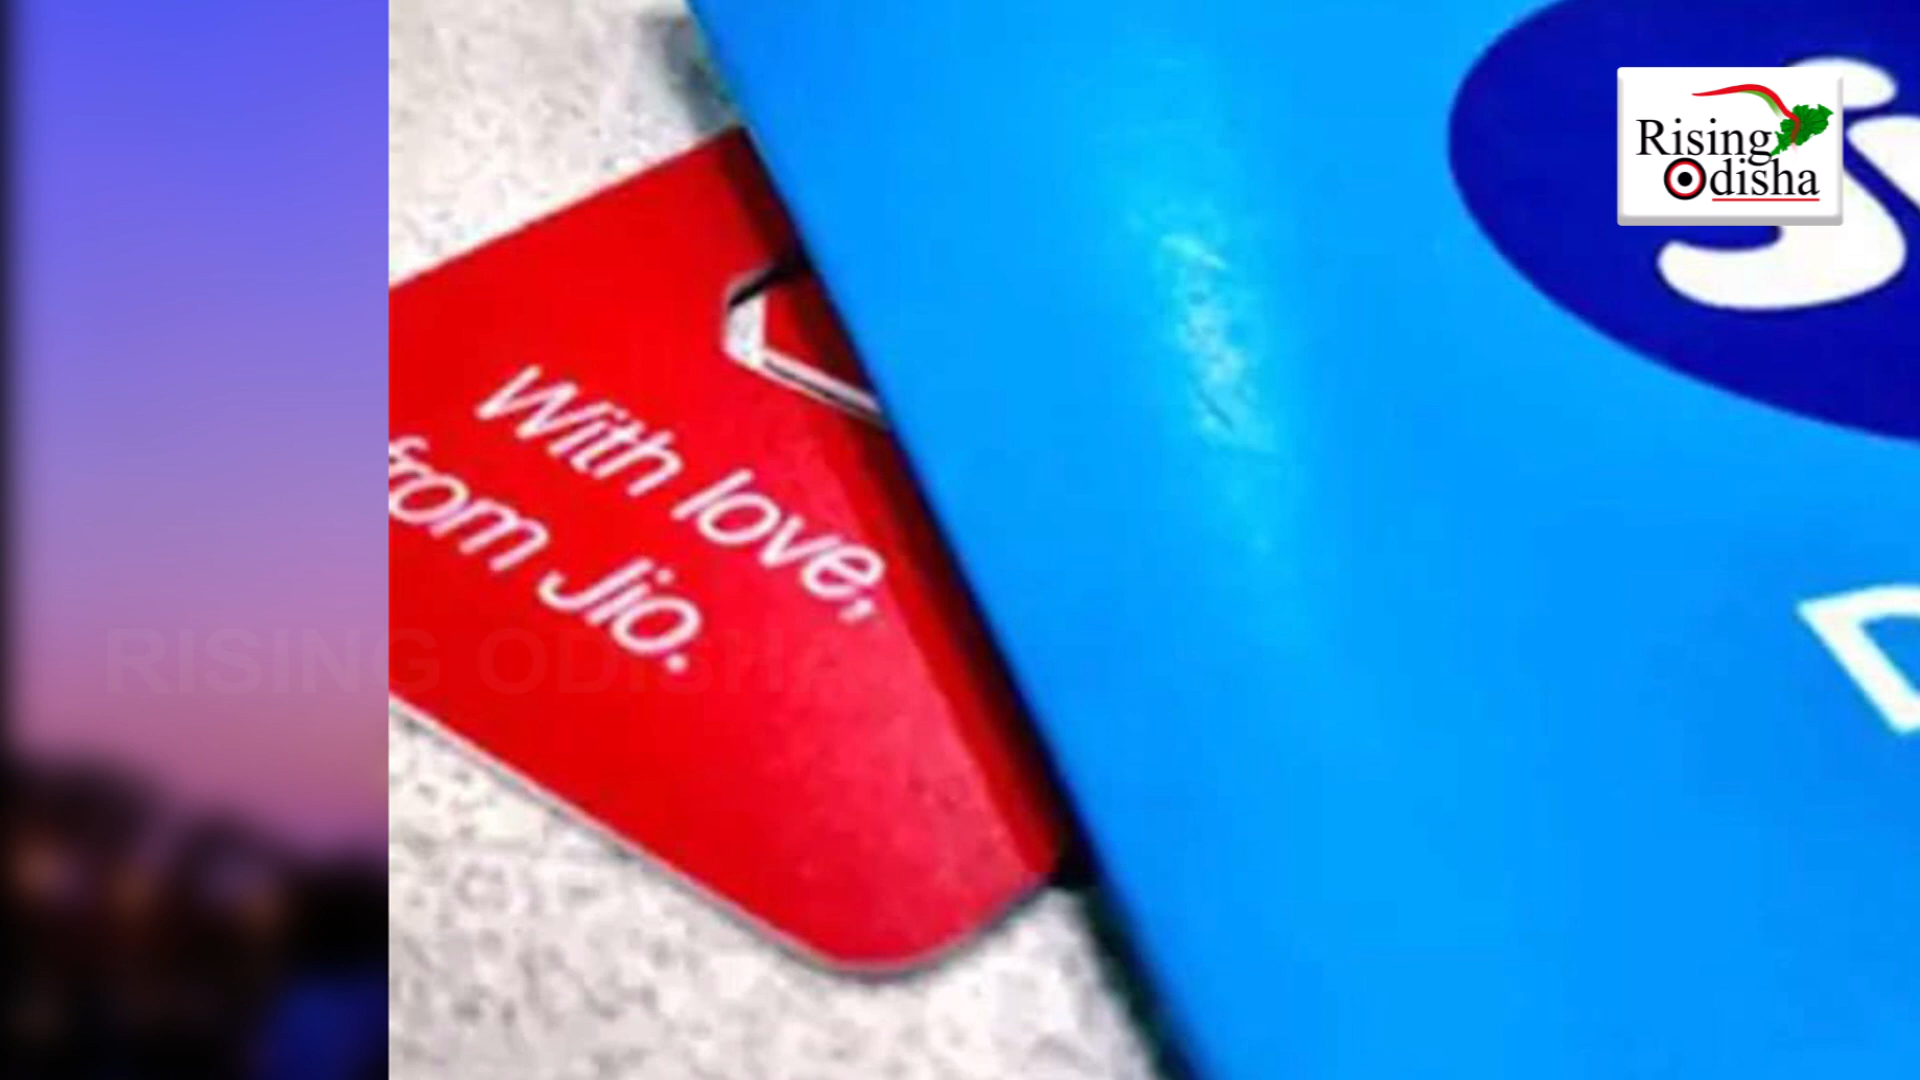 Rising
Odisha
With love,
from Jio.
RISING ODISHA